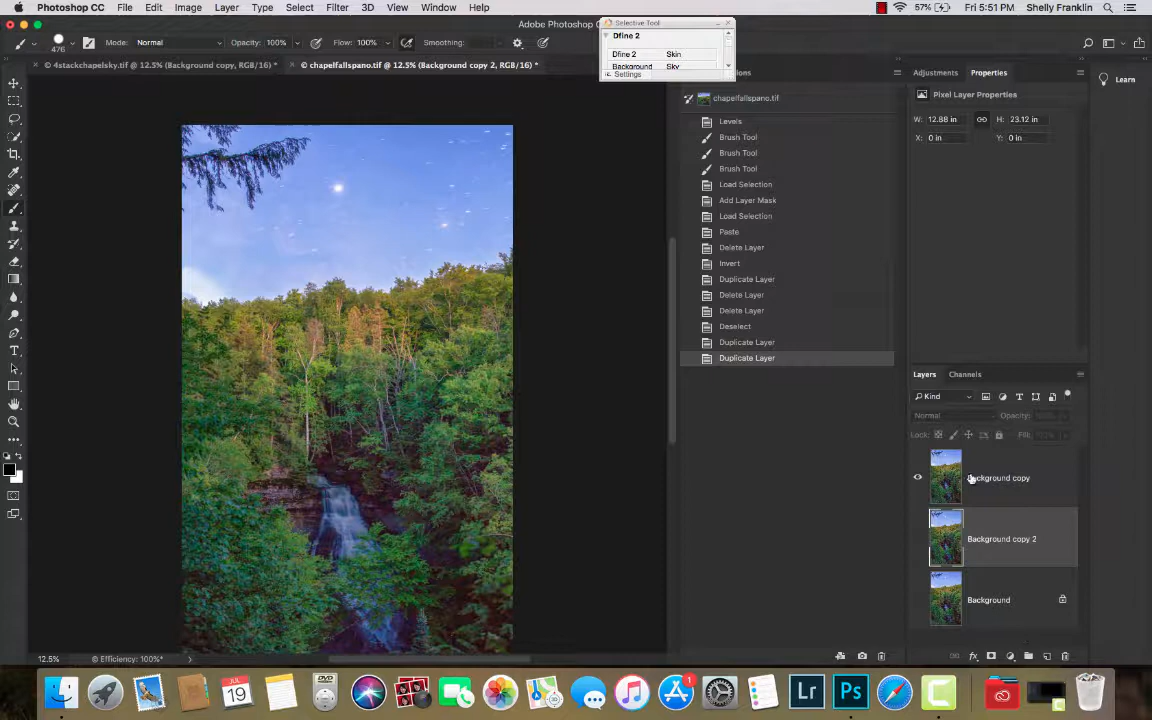 Photoshop CC File Edit Image Layer Type Select Filter 3D View Window Help 57% Fri 5:51 PM Shelly Franklin
Selective Tool
Dfine 2
Dfine 2 Skin
Background Sky
Settings
476 Mode: Normal Opacity: 100% Flow: 100% Smoothing:
4stackchapelsky.tif @ 12.5% (Background copy, RGB/16) *
chapelfallspano.tif @ 12.5% (Background copy 2, RGB/16) *
Adjustments Properties
Learn
chapelfallspano.tif
Pixel Layer Properties
W: 12.88 in H: 23.12 in
X: 0 in Y: 0 in
Levels
Brush Tool
Brush Tool
Brush Tool
Load Selection
Add Layer Mask
Load Selection
Paste
Delete Layer
Invert
Duplicate Layer
Delete Layer
Delete Layer
Deselect
Duplicate Layer
Duplicate Layer
Layers Channels
Kind
Normal Opacity:
Lock: Fill:
Background copy 2
Background
12.5% Efficiency: 100%*
JUL
19
DVD
1
Lr
Ps